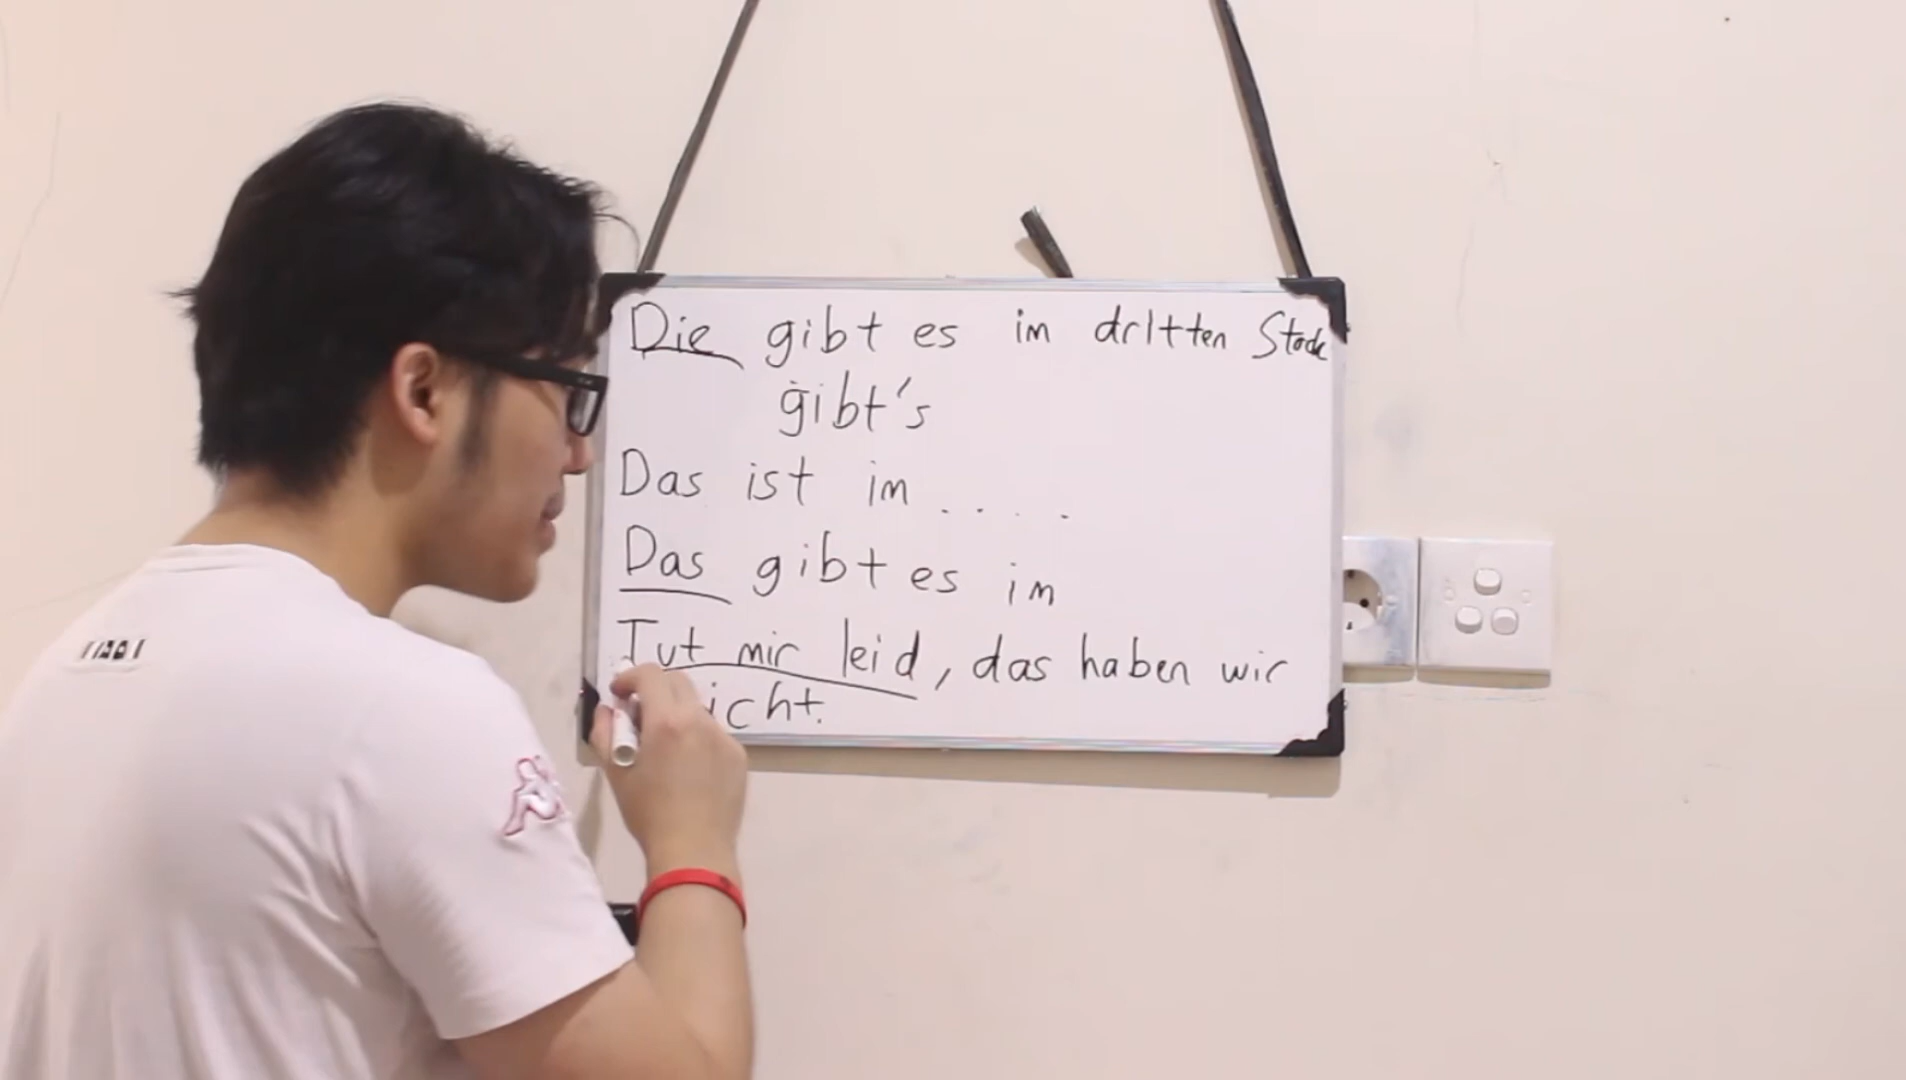 Die gibt es im dritten Stock
gibt's
Das ist im . . . .
Das gibt es im
Tut mir leid, das haben wir
icht.